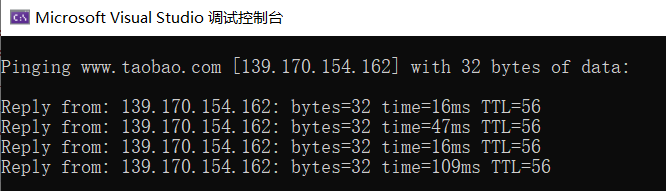 Microsoft Visual Studio 调试控制台
Pinging www.taobao.com [139.170.154.162] with 32 bytes of data:
Reply from: 139.170.154.162: bytes=32 time=16ms TTL=56
Reply from: 139.170.154.162: bytes=32 time=47ms TTL=56
Reply from: 139.170.154.162: bytes=32 time=16ms TTL=56
Reply from: 139.170.154.162: bytes=32 time=109ms TTL=56